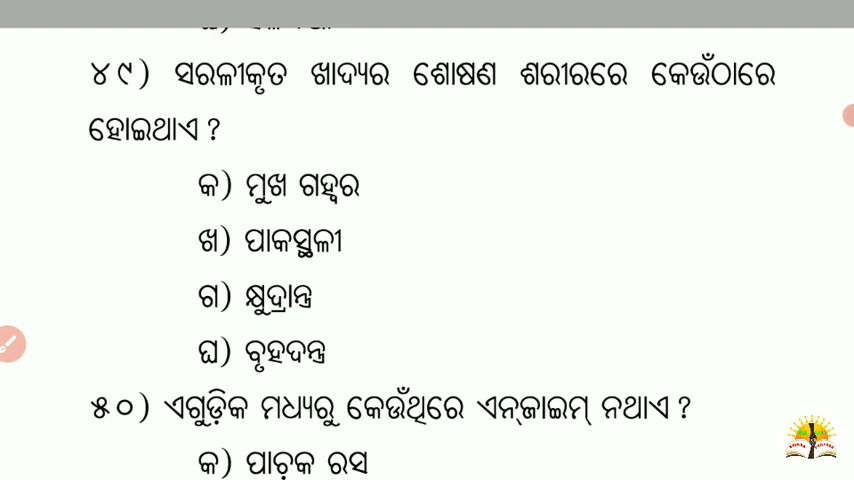 ୪୯) ସରଳୀକୃତ ଖାଦ୍ୟର ଶୋଷଣ ଶରୀରରେ କେଉଁଠାରେ
ହୋଇଥାଏ ?
କ) ମୁଖ ଗହ୍ୱର
ଖ) ପାକସ୍ଥଳୀ
ଗ) କ୍ଷୁଦ୍ରାନ୍ତ୍ର
ଘ) ବୃହଦନ୍ତ୍ର
୫୦) ଏଗୁଡ଼ିକ ମଧ୍ୟରୁ କେଉଁଥିରେ ଏନ୍‌ଜାଇମ୍ ନଥାଏ ?
କ) ପାଚ଼କ ରସ